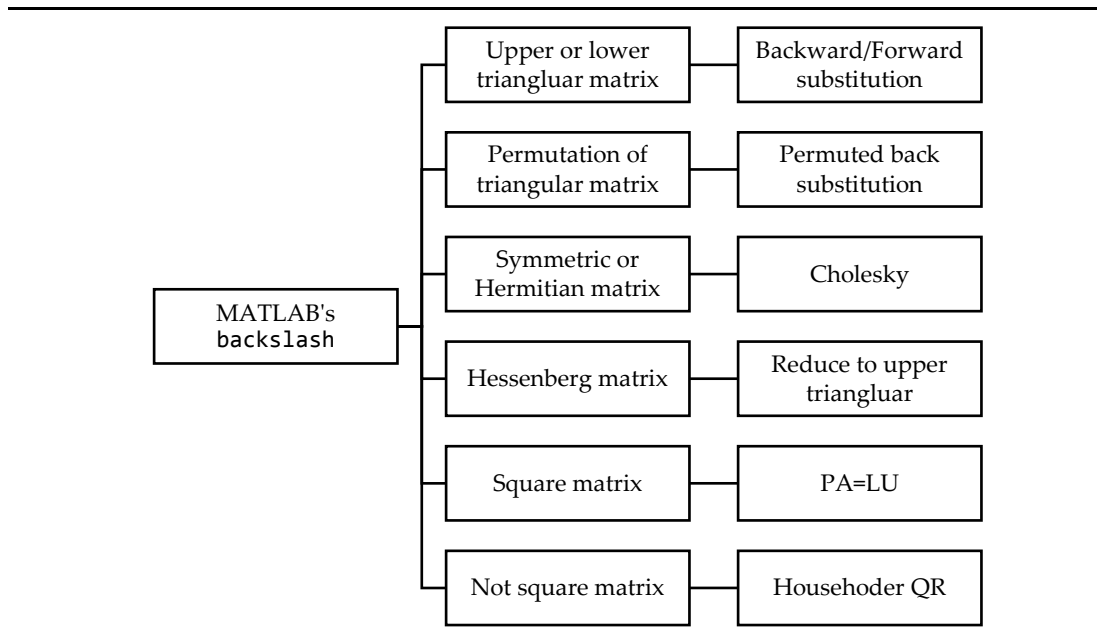 Upper or lower
triangluar matrix
Backward/Forward
substitution
Permutation of
triangular matrix
Permuted back
substitution
Symmetric or
Hermitian matrix
Cholesky
MATLAB's
backslash
Hessenberg matrix
Reduce to upper
triangluar
Square matrix
PA=LU
Not square matrix
Househoder QR